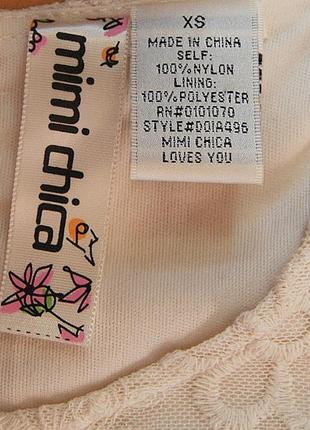 mimi chica
XS
MADE IN CHINA
SELF:
100%NYLON
LINING:
100%POLYESTER
RN#0101070
STYLE#D01A496
MIMI CHICA
LOVES YOU